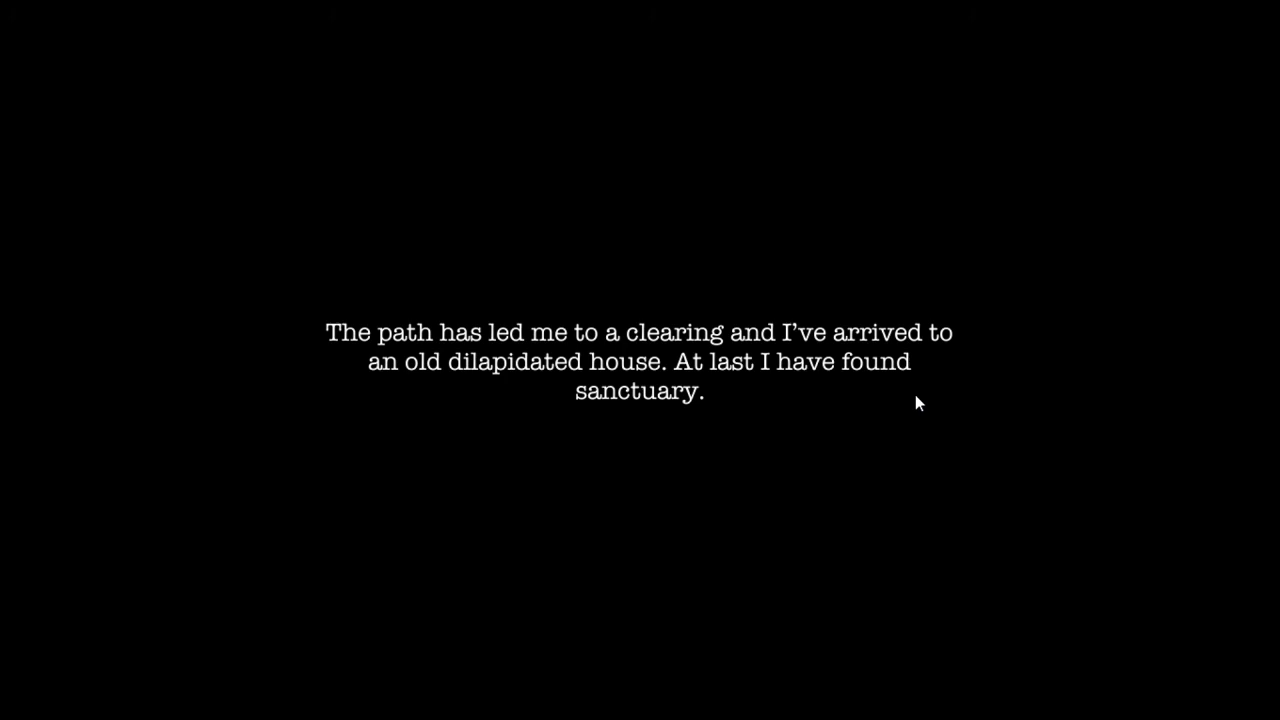 The path has led me to a clearing and I’ve arrived to
an old dilapidated house. At last I have found
sanctuary.